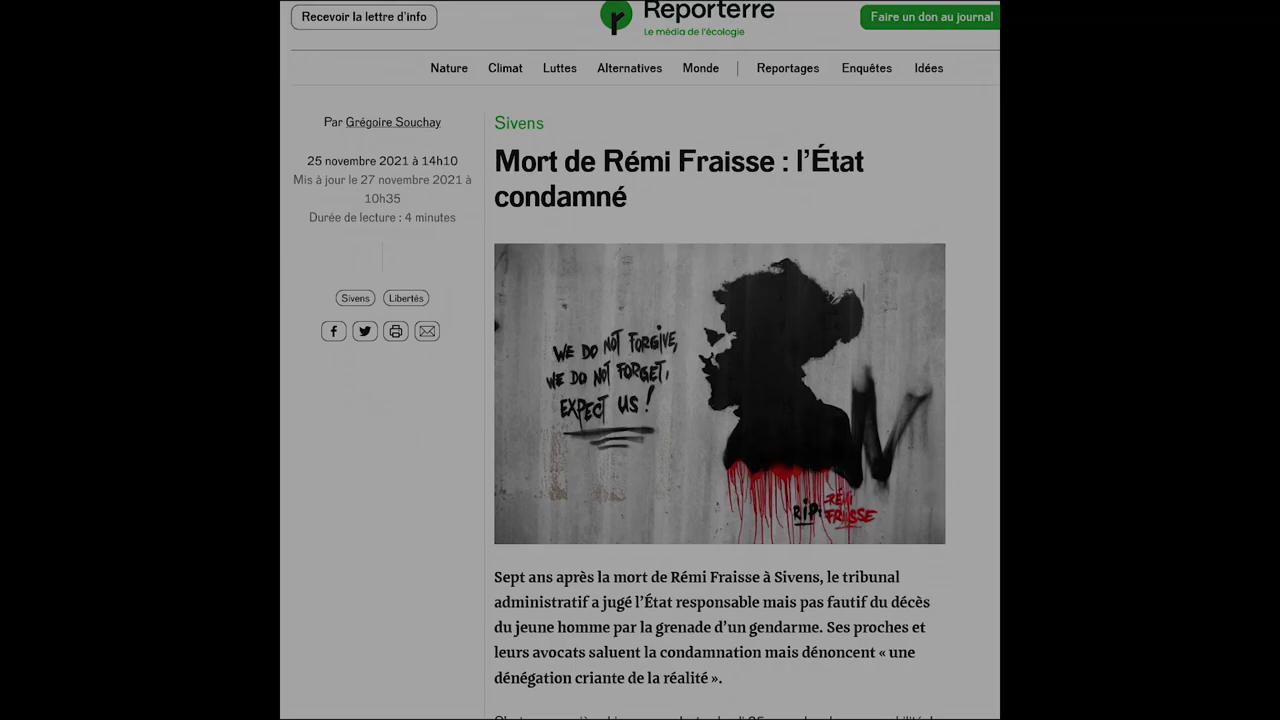 Recevoir la lettre d'info
Reporterre
Le média de l'écologie
Faire un don au journal
Nature Climat Luttes Alternatives Monde Reportages Enquêtes Idées
Par Grégoire Souchay
25 novembre 2021 à 14h10
Mis à jour le 27 novembre 2021 à
10h35
Durée de lecture : 4 minutes
Sivens Libertés
Sivens
Mort de Rémi Fraisse : l'État
condamné
WE DO NOT FORGIVE,
WE DO NOT FORGET,
EXPECT US !
RIP
RÉMI
FRAISSE
Sept ans après la mort de Rémi Fraisse à Sivens, le tribunal
administratif a jugé l'État responsable mais pas fautif du décès
du jeune homme par la grenade d'un gendarme. Ses proches et
leurs avocats saluent la condamnation mais dénoncent « une
dénégation criante de la réalité ».